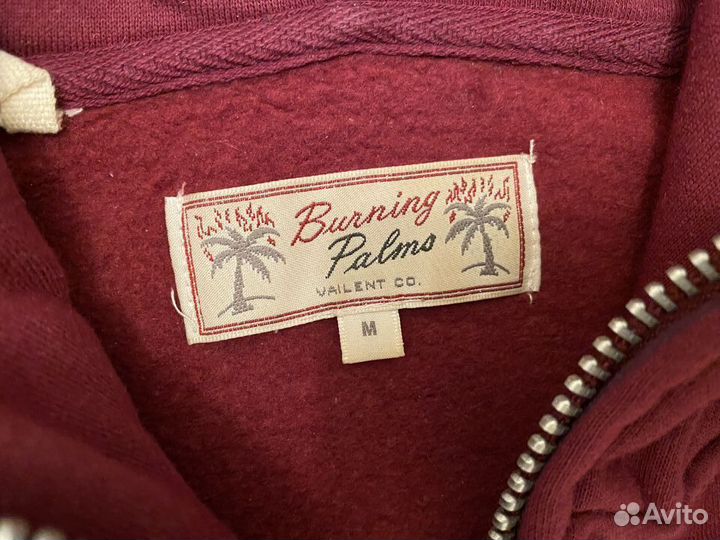 Burning
Palms
VAILENT CO.
M
Avito